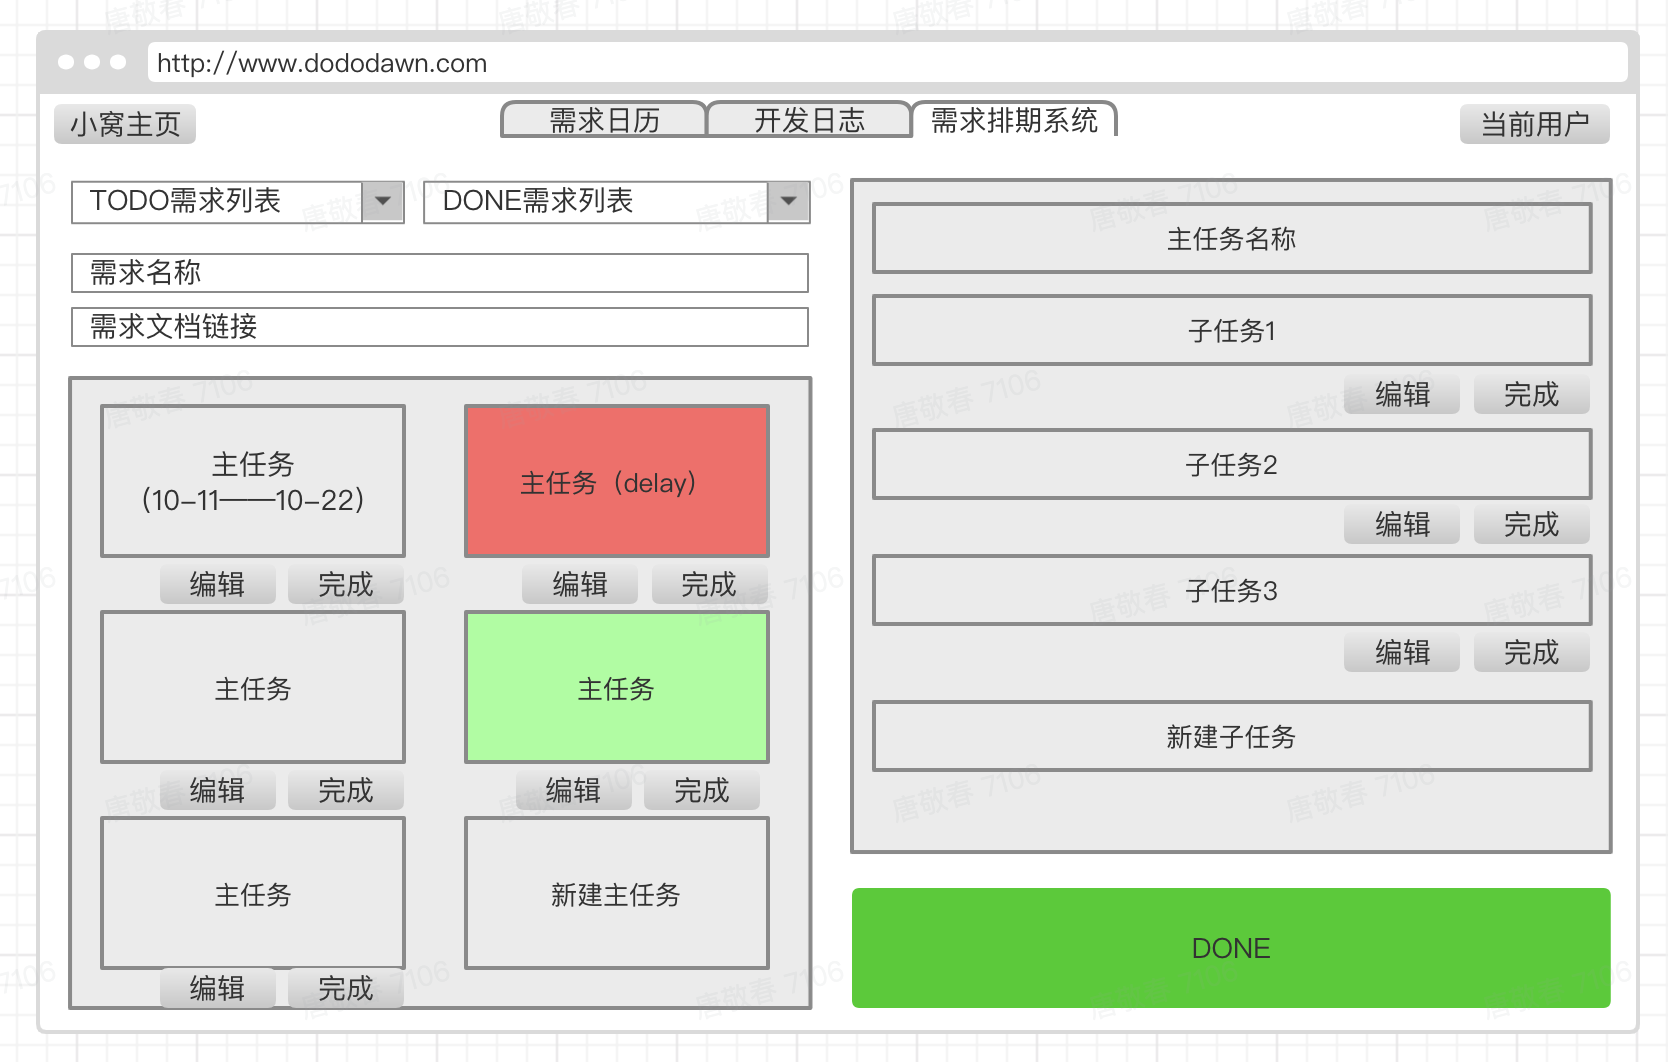 http://www.dododawn.com
小窝主页
需求日历
开发日志
需求排期系统
当前用户
TODO需求列表
DONE需求列表
需求名称
需求文档链接
主任务
（10-11——10-22）
编辑
完成
主任务（delay）
编辑
完成
主任务
编辑
完成
主任务
编辑
完成
主任务
编辑
完成
新建主任务
主任务名称
子任务1
编辑
完成
子任务2
编辑
完成
子任务3
编辑
完成
新建子任务
DONE
唐敬春 7106